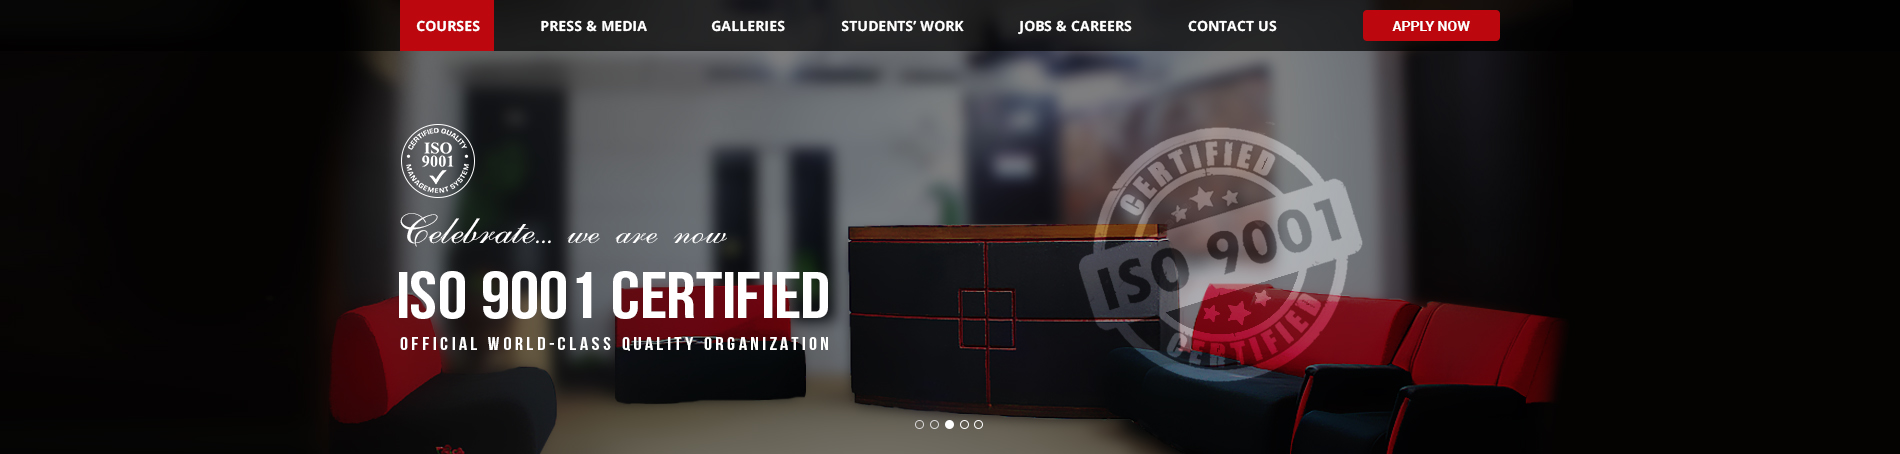 COURSES PRESS & MEDIA GALLERIES STUDENTS' WORK JOBS & CAREERS CONTACT US APPLY NOW
CERTIFIED QUALITY
ISO
9001
MANAGEMENT SYSTEM
Celebrate... we are now
ISO 9001 CERTIFIED
OFFICIAL WORLD-CLASS QUALITY ORGANIZATION
CERTIFIED
ISO 9001
CERTIFIED